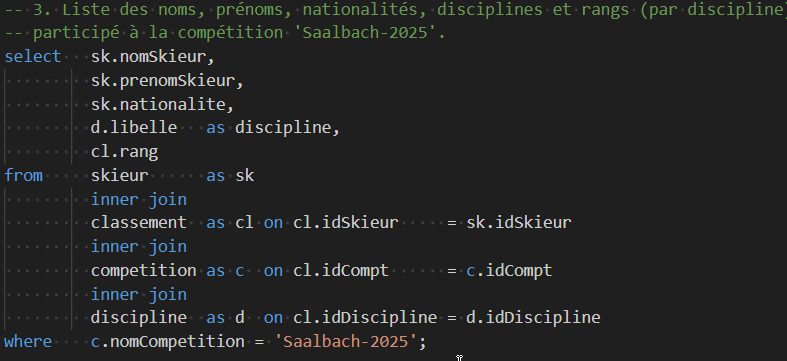 -- 3. Liste des noms, prénoms, nationalités, disciplines et rangs (par discipline)
-- participé à la compétition 'Saalbach-2025'.
select sk.nomSkieur,
sk.prenomSkieur,
sk.nationalite,
d.libelle as discipline,
cl.rang
from skieur as sk
inner join
classement as cl on cl.idSkieur = sk.idSkieur
inner join
competition as c on cl.idCompt = c.idCompt
inner join
discipline as d on cl.idDiscipline = d.idDiscipline
where c.nomCompetition = 'Saalbach-2025';